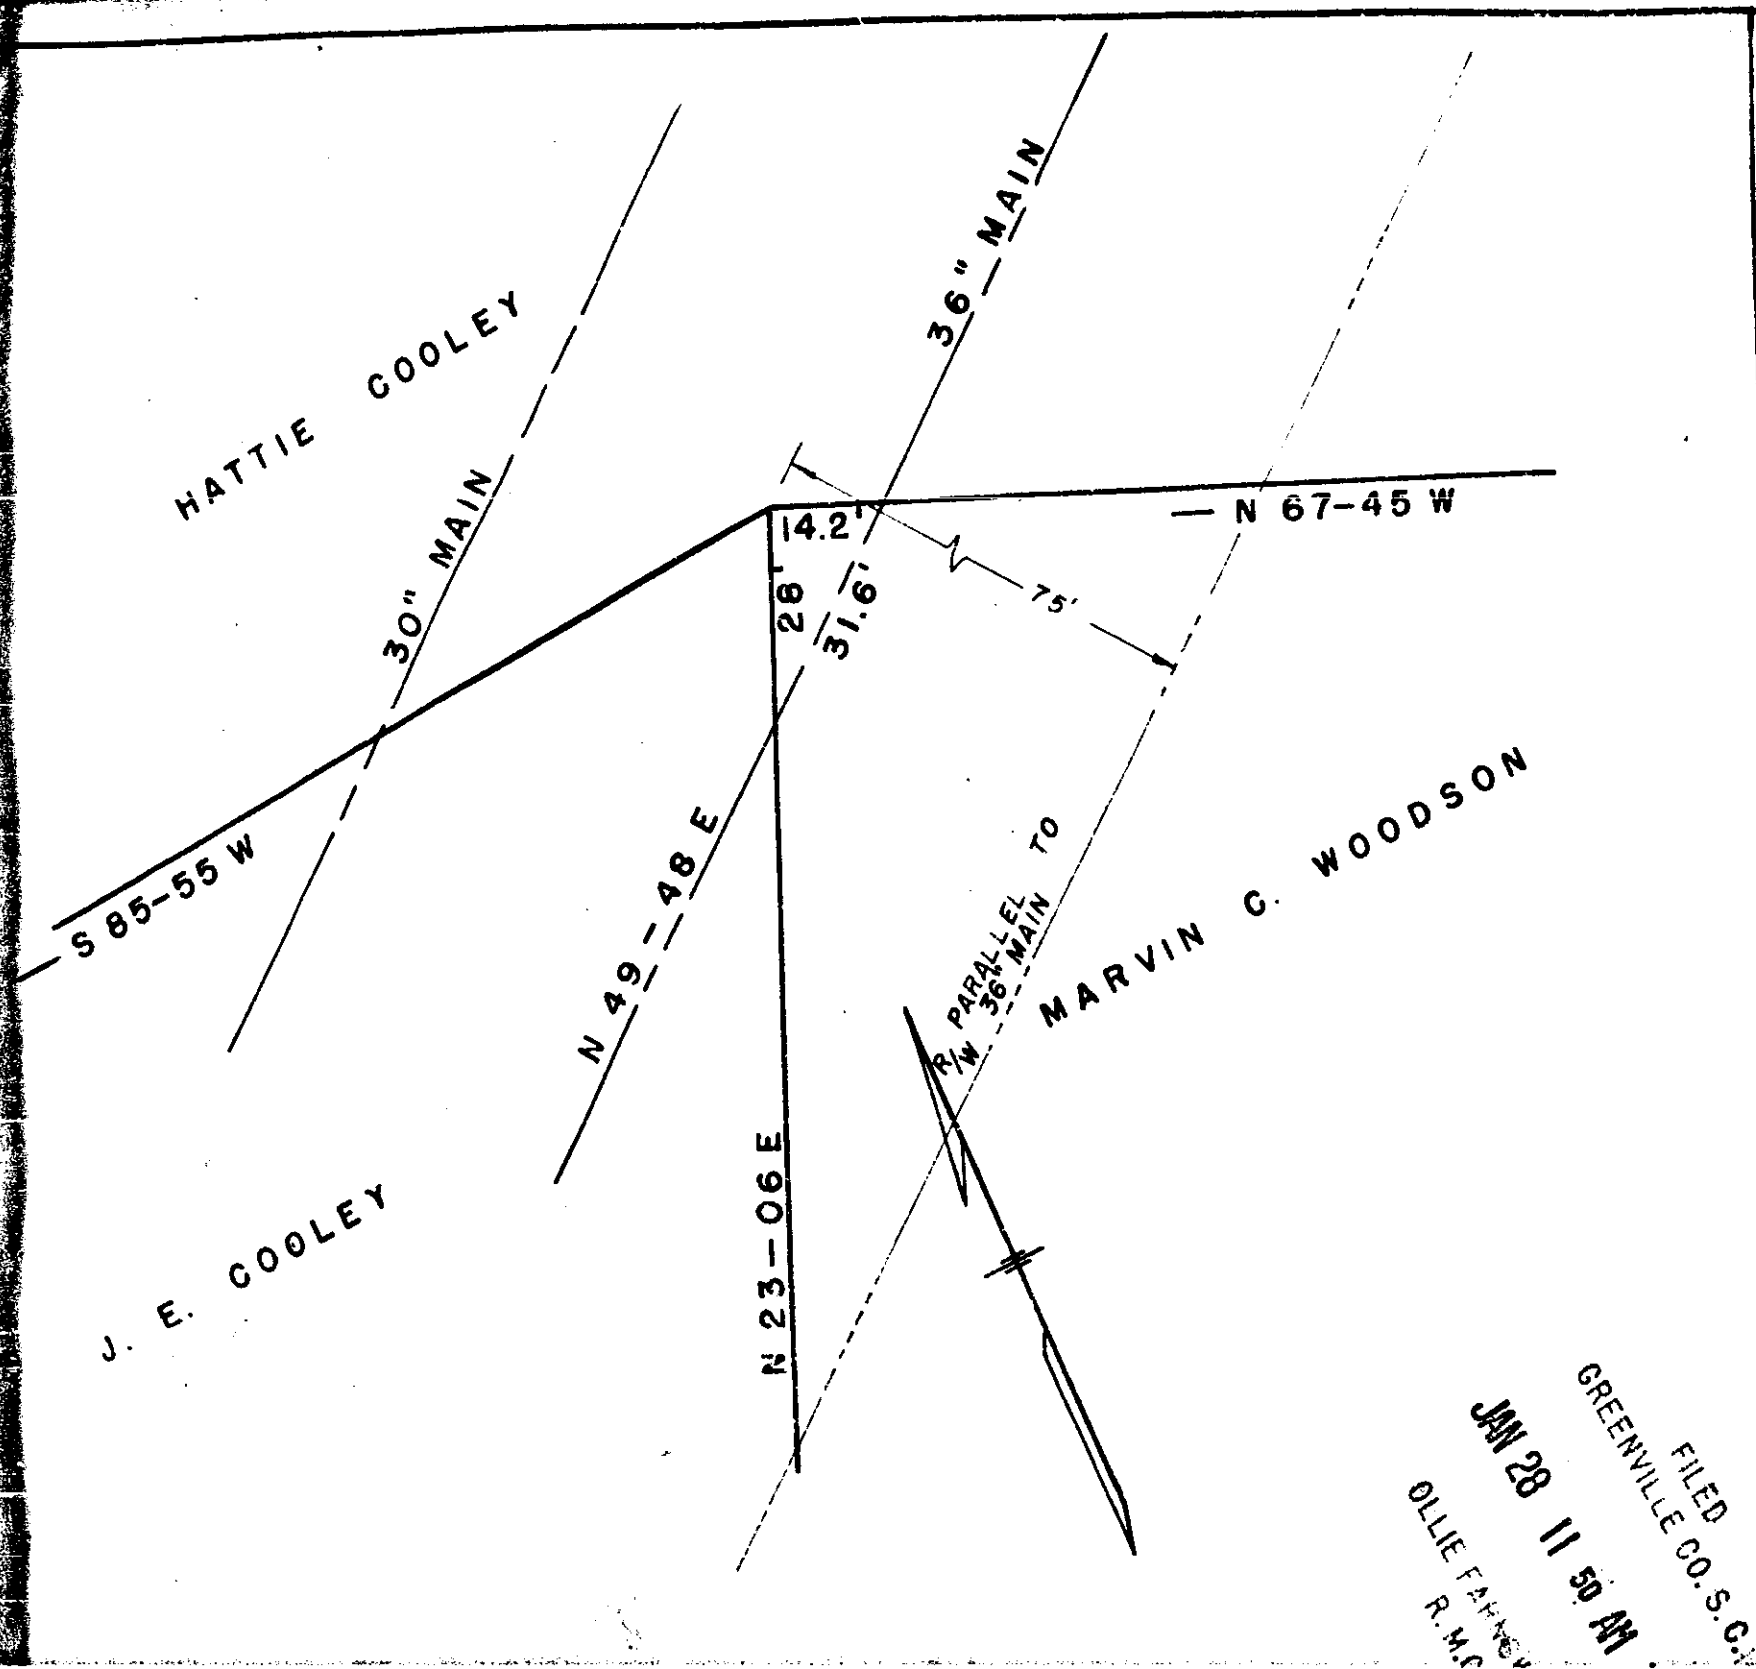 36" MAIN
HATTIE COOLEY
30" MAIN
14.2'
— N 67-45 W
28'
31.6'
75'
S 85-55 W
N 49-48 E
PARALLEL TO
R/W 36" MAIN
MARVIN C. WOODSON
N 23-06 E
J. E. COOLEY
FILED
GREENVILLE CO. S. C.
JAN 28 11 50 AM
OLLIE
R. M. C